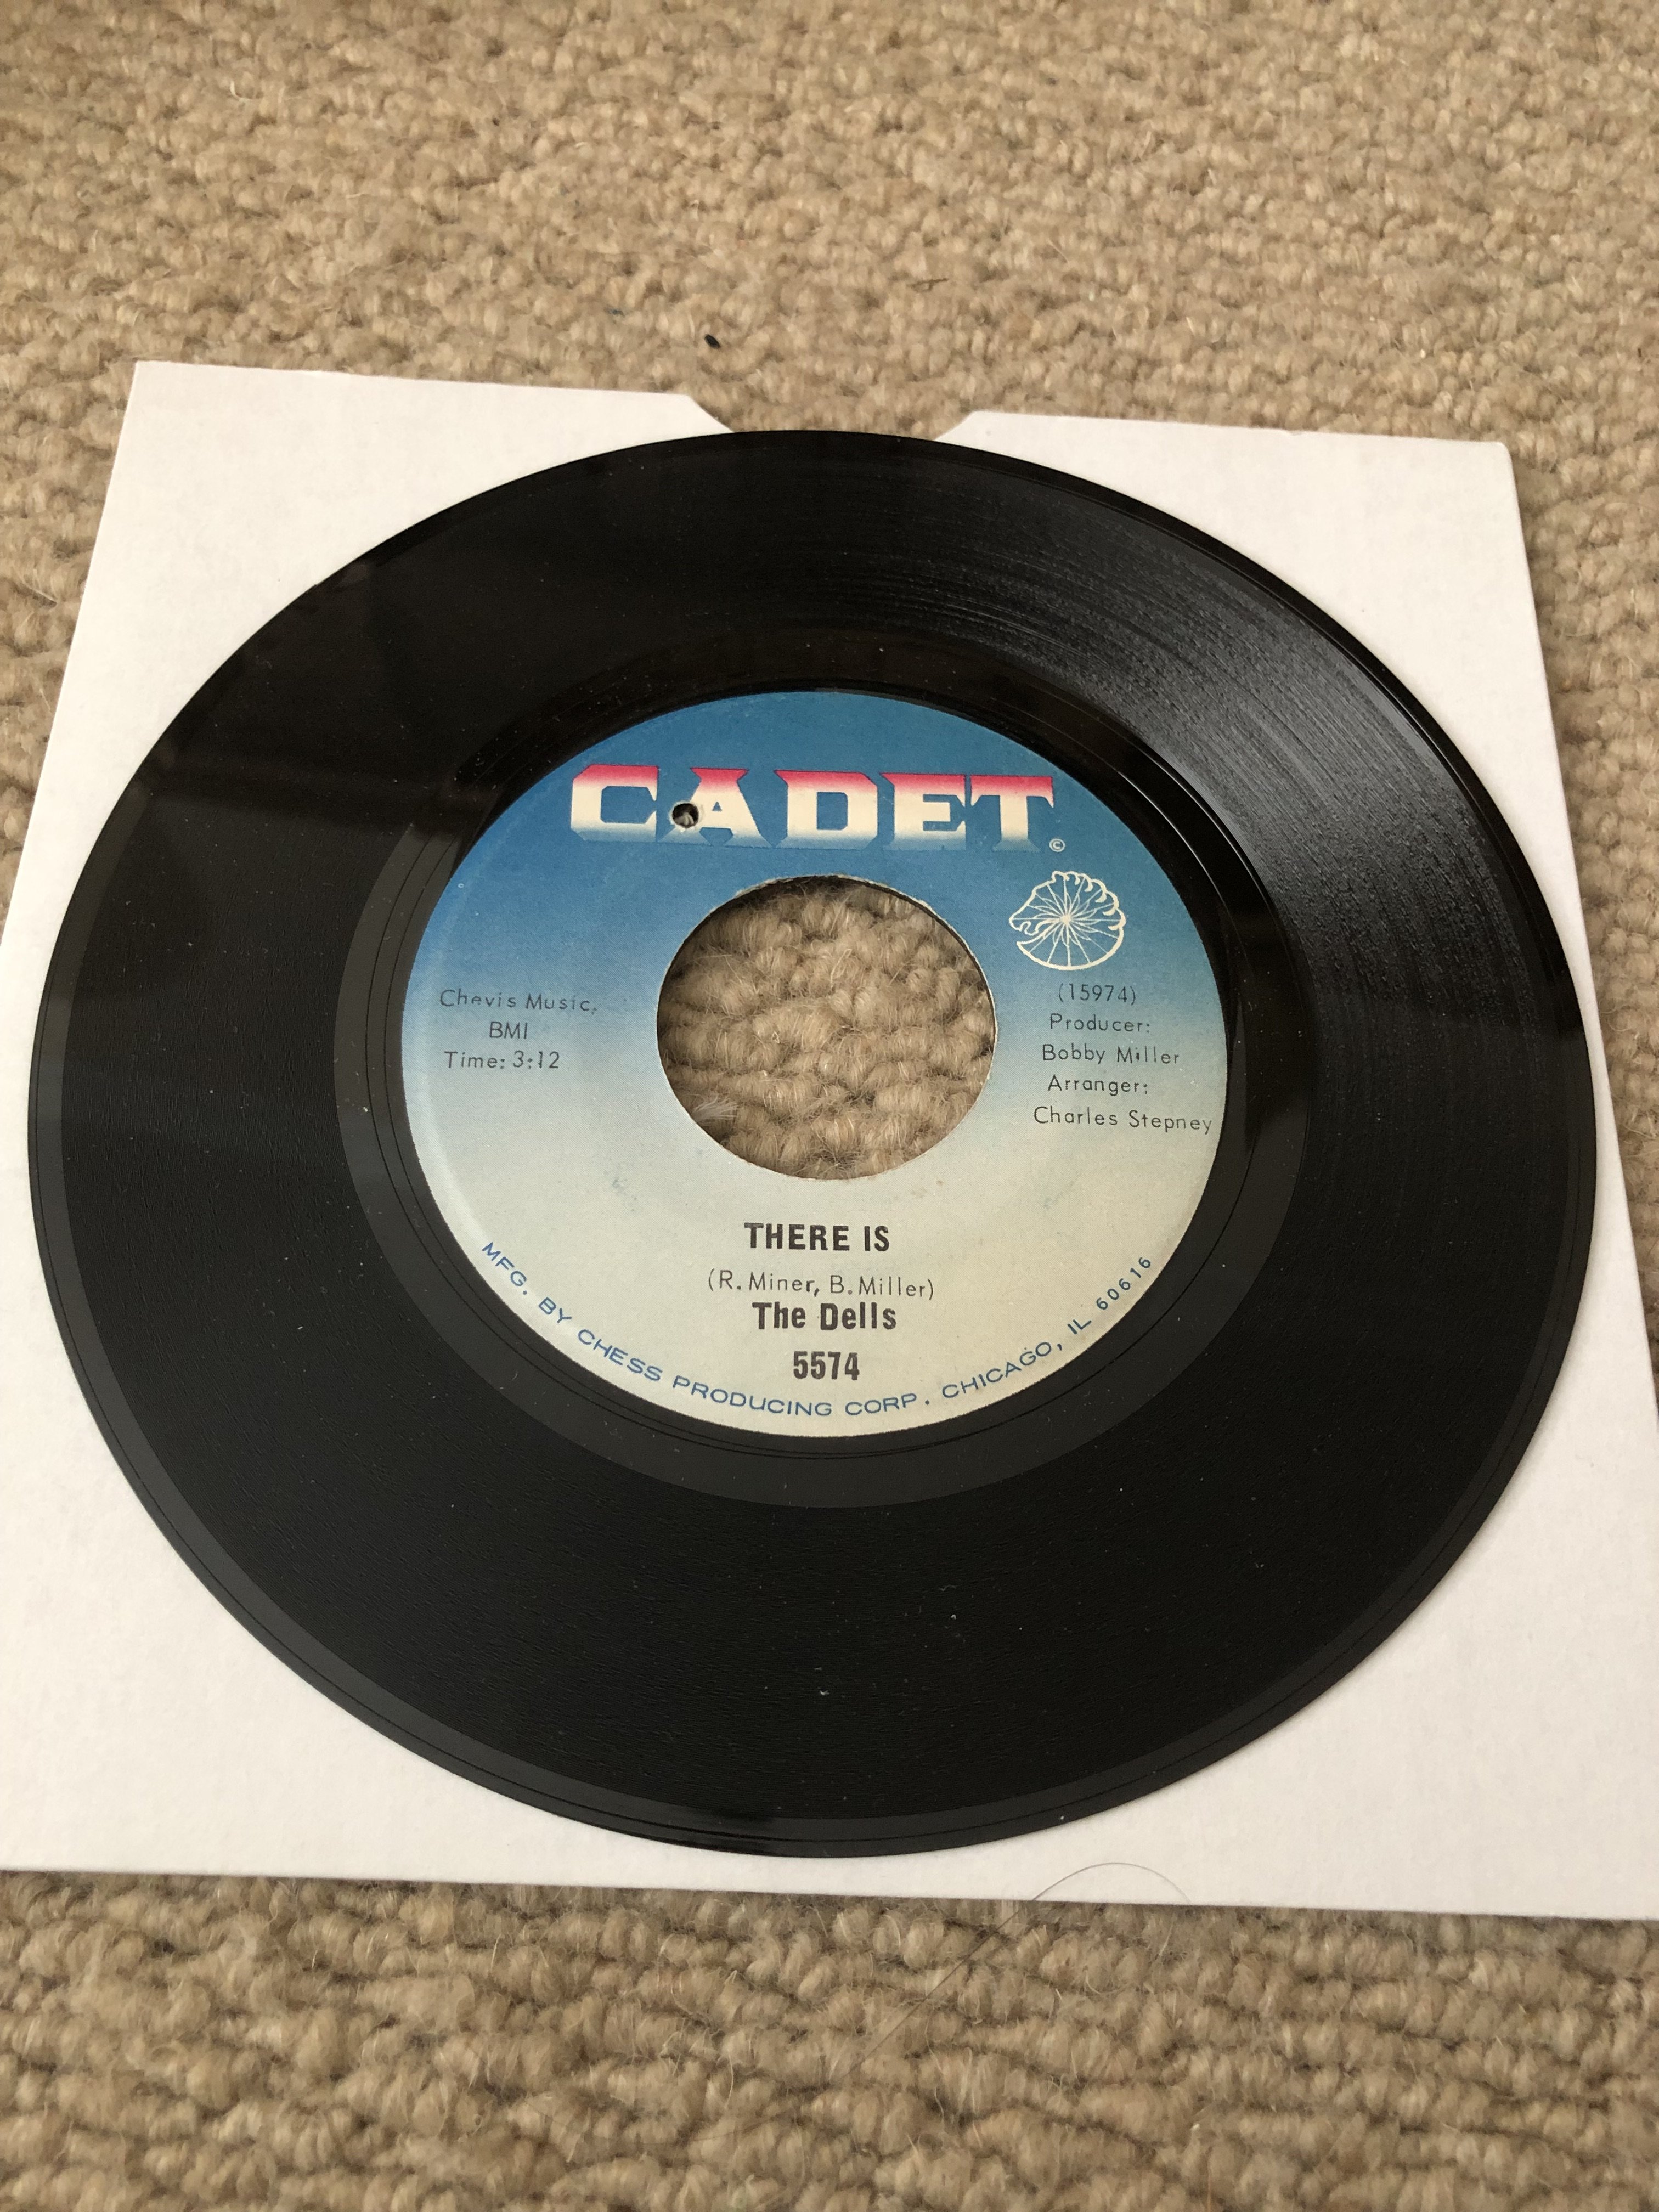 CADET
©
Chevis Music,
BMI
Time: 3:12
(15974)
Producer:
Bobby Miller
Arranger:
Charles Stepney
THERE IS
(R. Miner, B. Miller)
The Dells
5574
MFG. BY CHESS PRODUCING CORP. CHICAGO, IL 60616